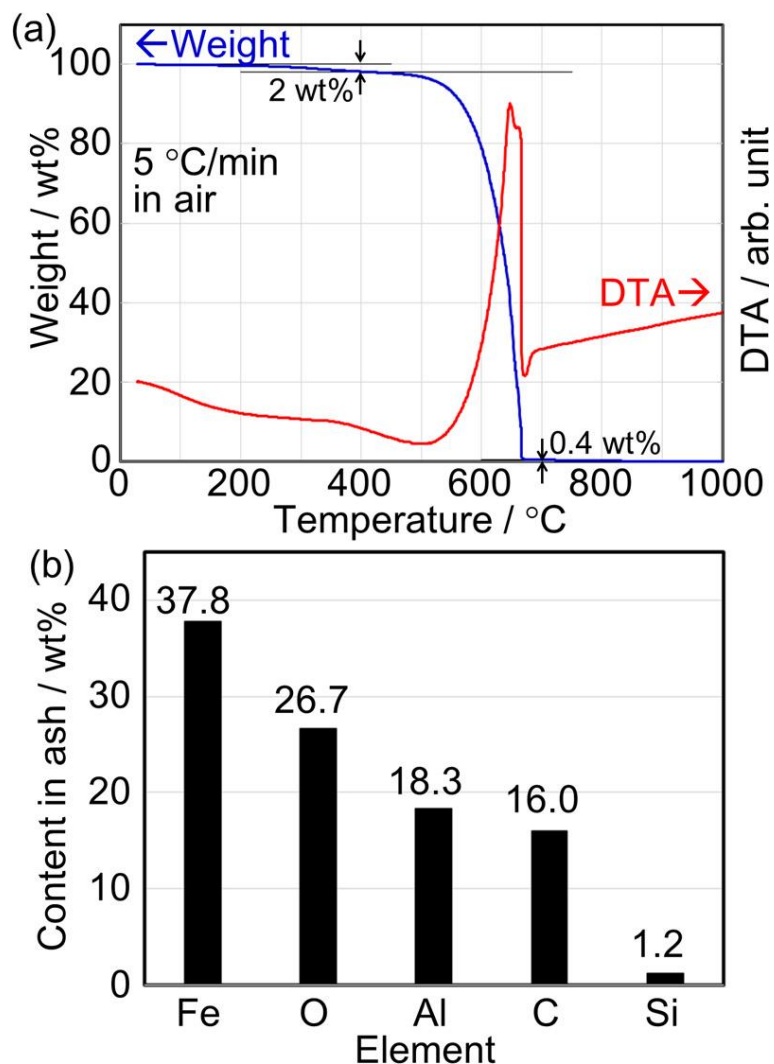 (a)
←Weight
100
2 wt%
80
5 °C/min
in air
60
Weight / wt%
DTA / arb. unit
DTA→
40
20
0.4 wt%
0
0 200 400 600 800 1000
Temperature / °C
(b)
40
37.8
30
26.7
20
18.3
16.0
10
1.2
0
Content in ash / wt%
Fe O Al C Si
Element